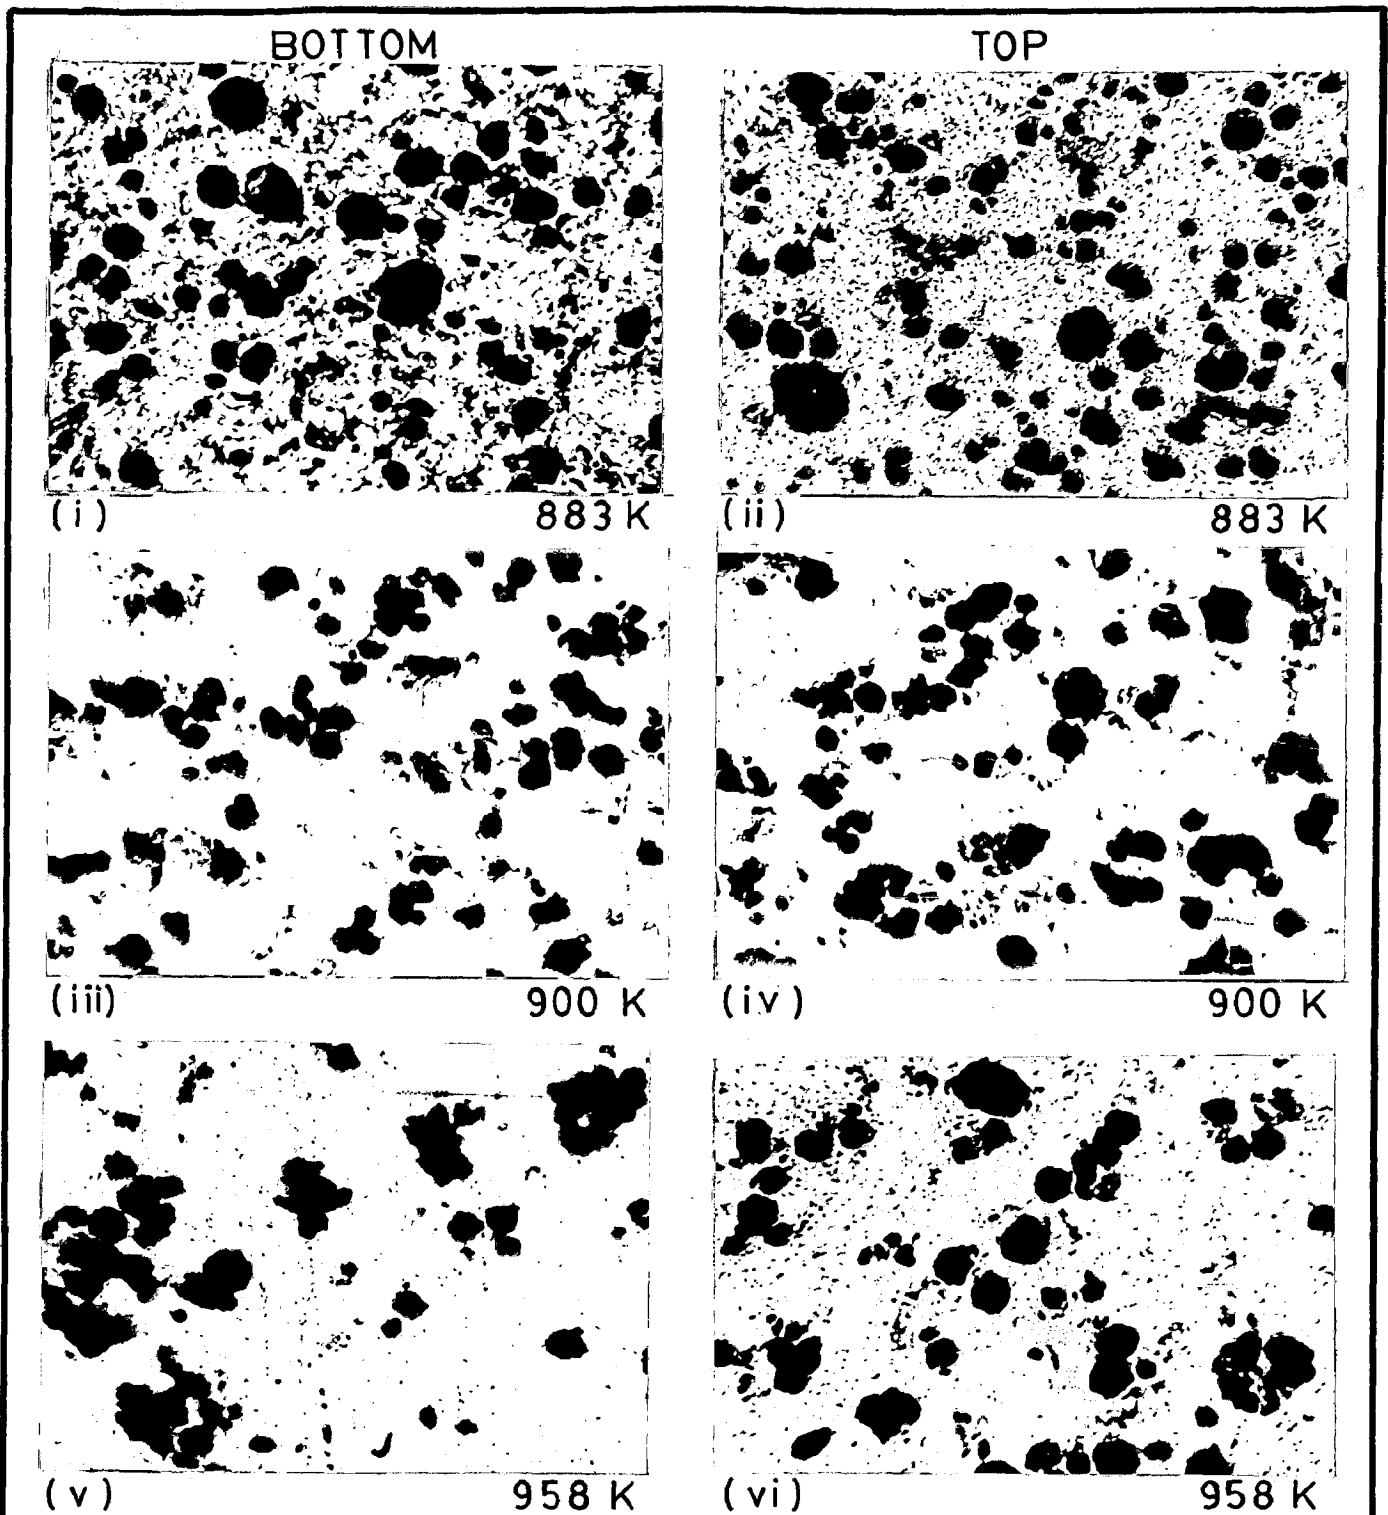 BOTTOM TOP
(i) 883 K (ii) 883 K
(iii) 900 K (iv) 900 K
(v) 958 K (vi) 958 K